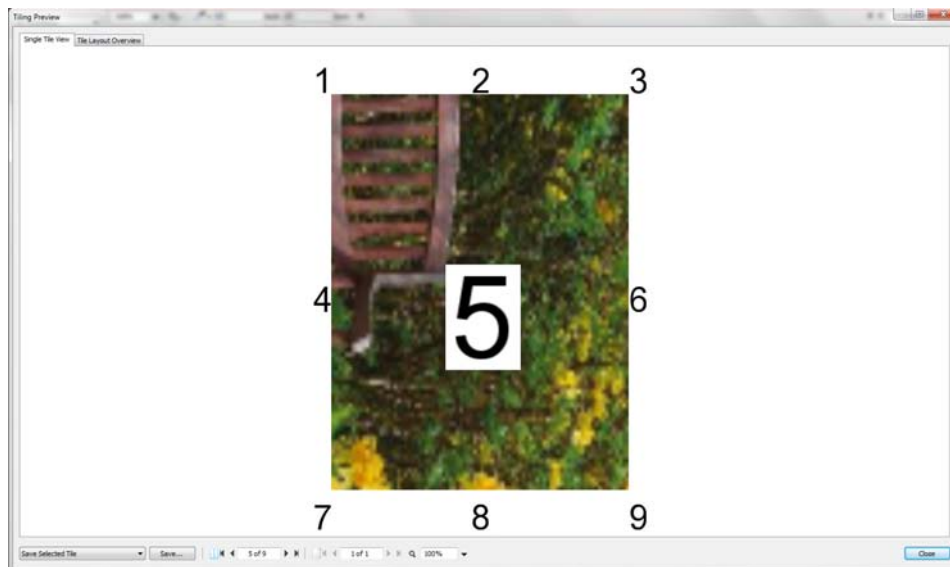 Tiling Preview
Single Tile View Tile Layout Overview
1 2 3
4 5 6
7 8 9
Save Selected Tile Save... 5 of 9 1 of 1 100% Close